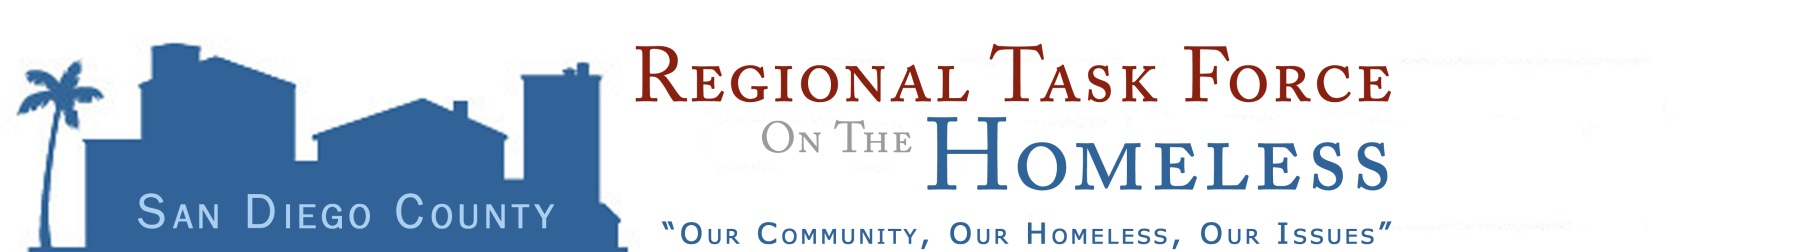 San Diego County
Regional Task Force
On The Homeless
“Our Community, Our Homeless, Our Issues”